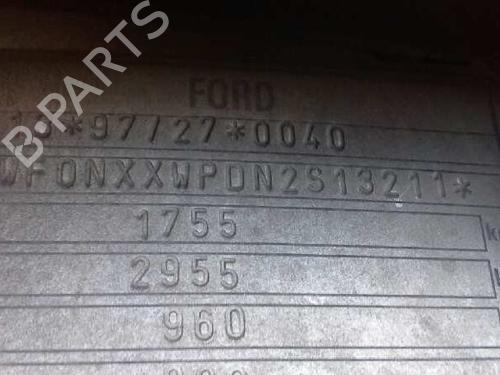 B-PARTS
FORD
*97/27*0040
WF0NXXWPDN2S13211*
1755
2955
960